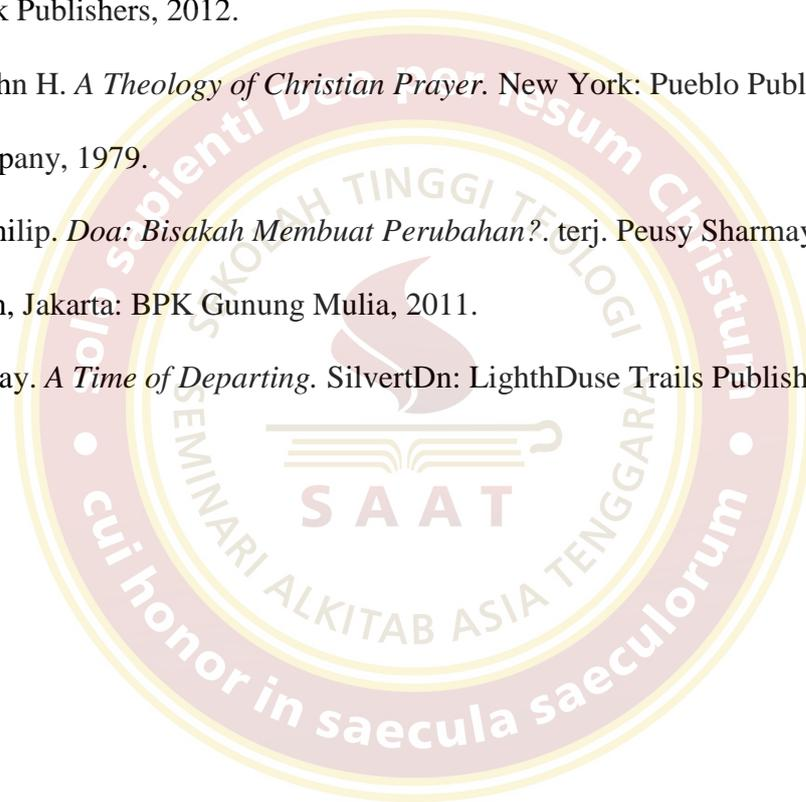 k Publishers, 2012.
hn H. A Theology of Christian Prayer. New York: Pueblo Publ
pany, 1979.
hilip. Doa: Bisakah Membuat Perubahan?. terj. Peusy Sharmay
n, Jakarta: BPK Gunung Mulia, 2011.
ay. A Time of Departing. SilvertDn: LighthDuse Trails Publish
solo sapienti Deo per Iesum Christum
SEKOLAH TINGGI TEOLOGI
SAAT
SEMINARI ALKITAB ASIA TENGGARA
cui honor in saecula saeculorum